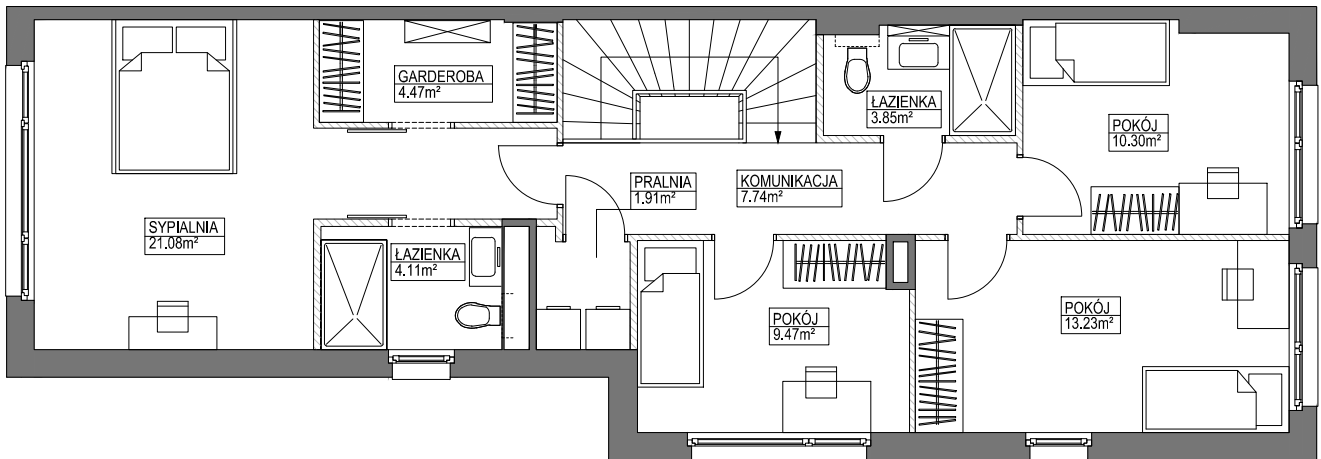 GARDEROBA
4.47m²
ŁAZIENKA
3.85m²
POKÓJ
10.30m²
PRALNIA
1.91m²
KOMUNIKACJA
7.74m²
SYPIALNIA
21.08m²
ŁAZIENKA
4.11m²
POKÓJ
9.47m²
POKÓJ
13.23m²